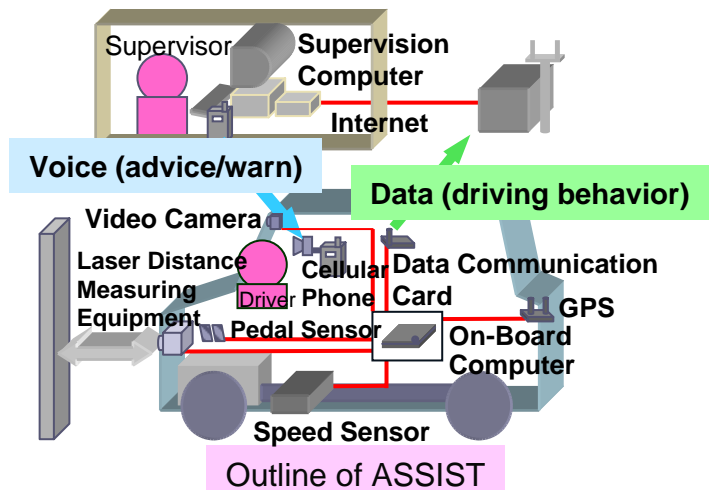 Supervisor
Supervision
Computer
Internet
Voice (advice/warn)
Data (driving behavior)
Video Camera
Laser Distance
Measuring
Equipment
Driver
Cellular
Phone
Data Communication
Card
GPS
Pedal Sensor
On-Board
Computer
Speed Sensor
Outline of ASSIST